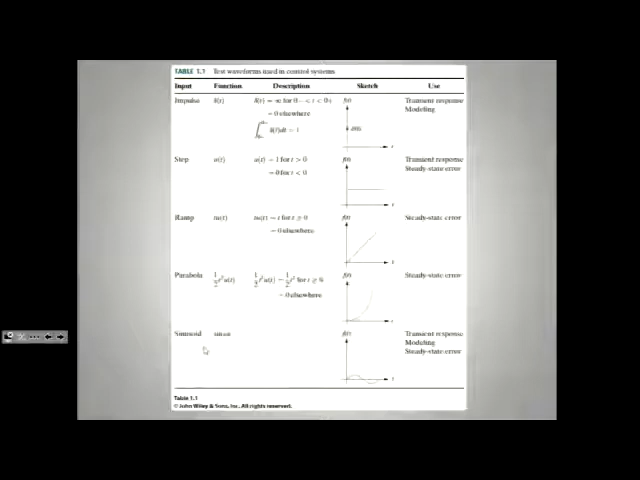 TABLE 1.1 Test waveforms used in control systems
Input Function Description Sketch Use
Impulse δ(t) δ(t) = ∞ for 0− < t < 0+ f(t) Transient response
= 0 elsewhere Modeling
∫ δ(t)dt = 1 δ(t)
t
Step u(t) u(t) = 1 for t > 0 f(t) Transient response
= 0 for t < 0 Steady-state error
t
Ramp tu(t) tu(t) = t for t ≥ 0 f(t) Steady-state error
= 0 elsewhere
t
Parabola 1/2 t²u(t) 1/2 t²u(t) = 1/2 t² for t ≥ 0 f(t) Steady-state error
= 0 elsewhere
t
Sinusoid sin ωt f(t) Transient response
Modeling
Steady-state error
t
Table 1.1
© John Wiley & Sons, Inc. All rights reserved.